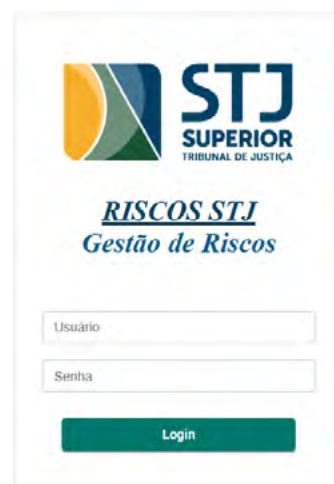 STJ
SUPERIOR
TRIBUNAL DE JUSTIÇA
RISCOS STJ
Gestão de Riscos
Usuário
Senha
Login